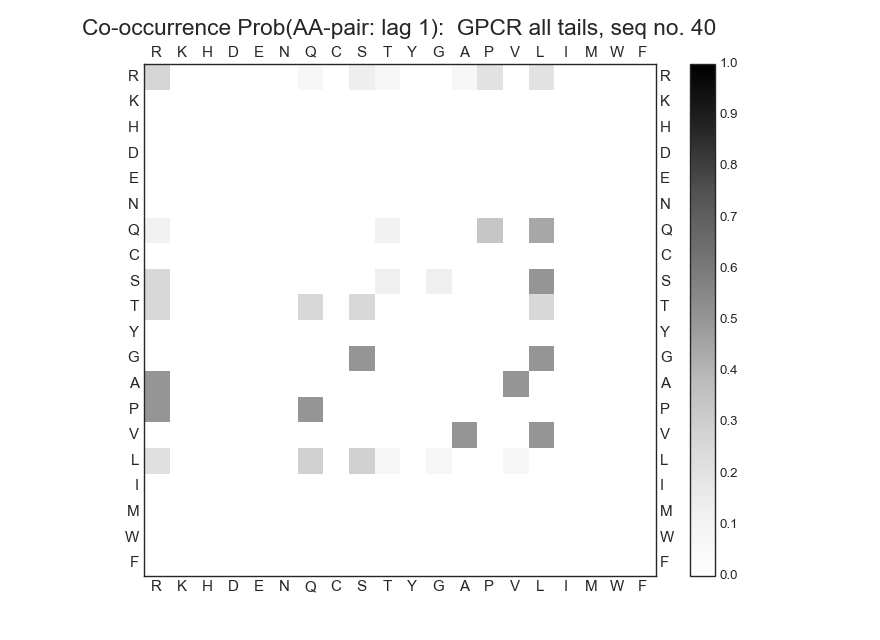 Co-occurrence Prob(AA-pair: lag 1):  GPCR all tails, seq no. 40
R K H D E N Q C S T Y G A P V L I M W F
R R 1.0
K K
0.9
H H
D D 0.8
E E
0.7
N N
Q Q
0.6
C C
S S
T T 0.5
Y Y
G G 0.4
A A
P P 0.3
V V
L L 0.2
I I
0.1
M M
W W
F F
0.0
R K H D E N Q C S T Y G A P V L I M W F